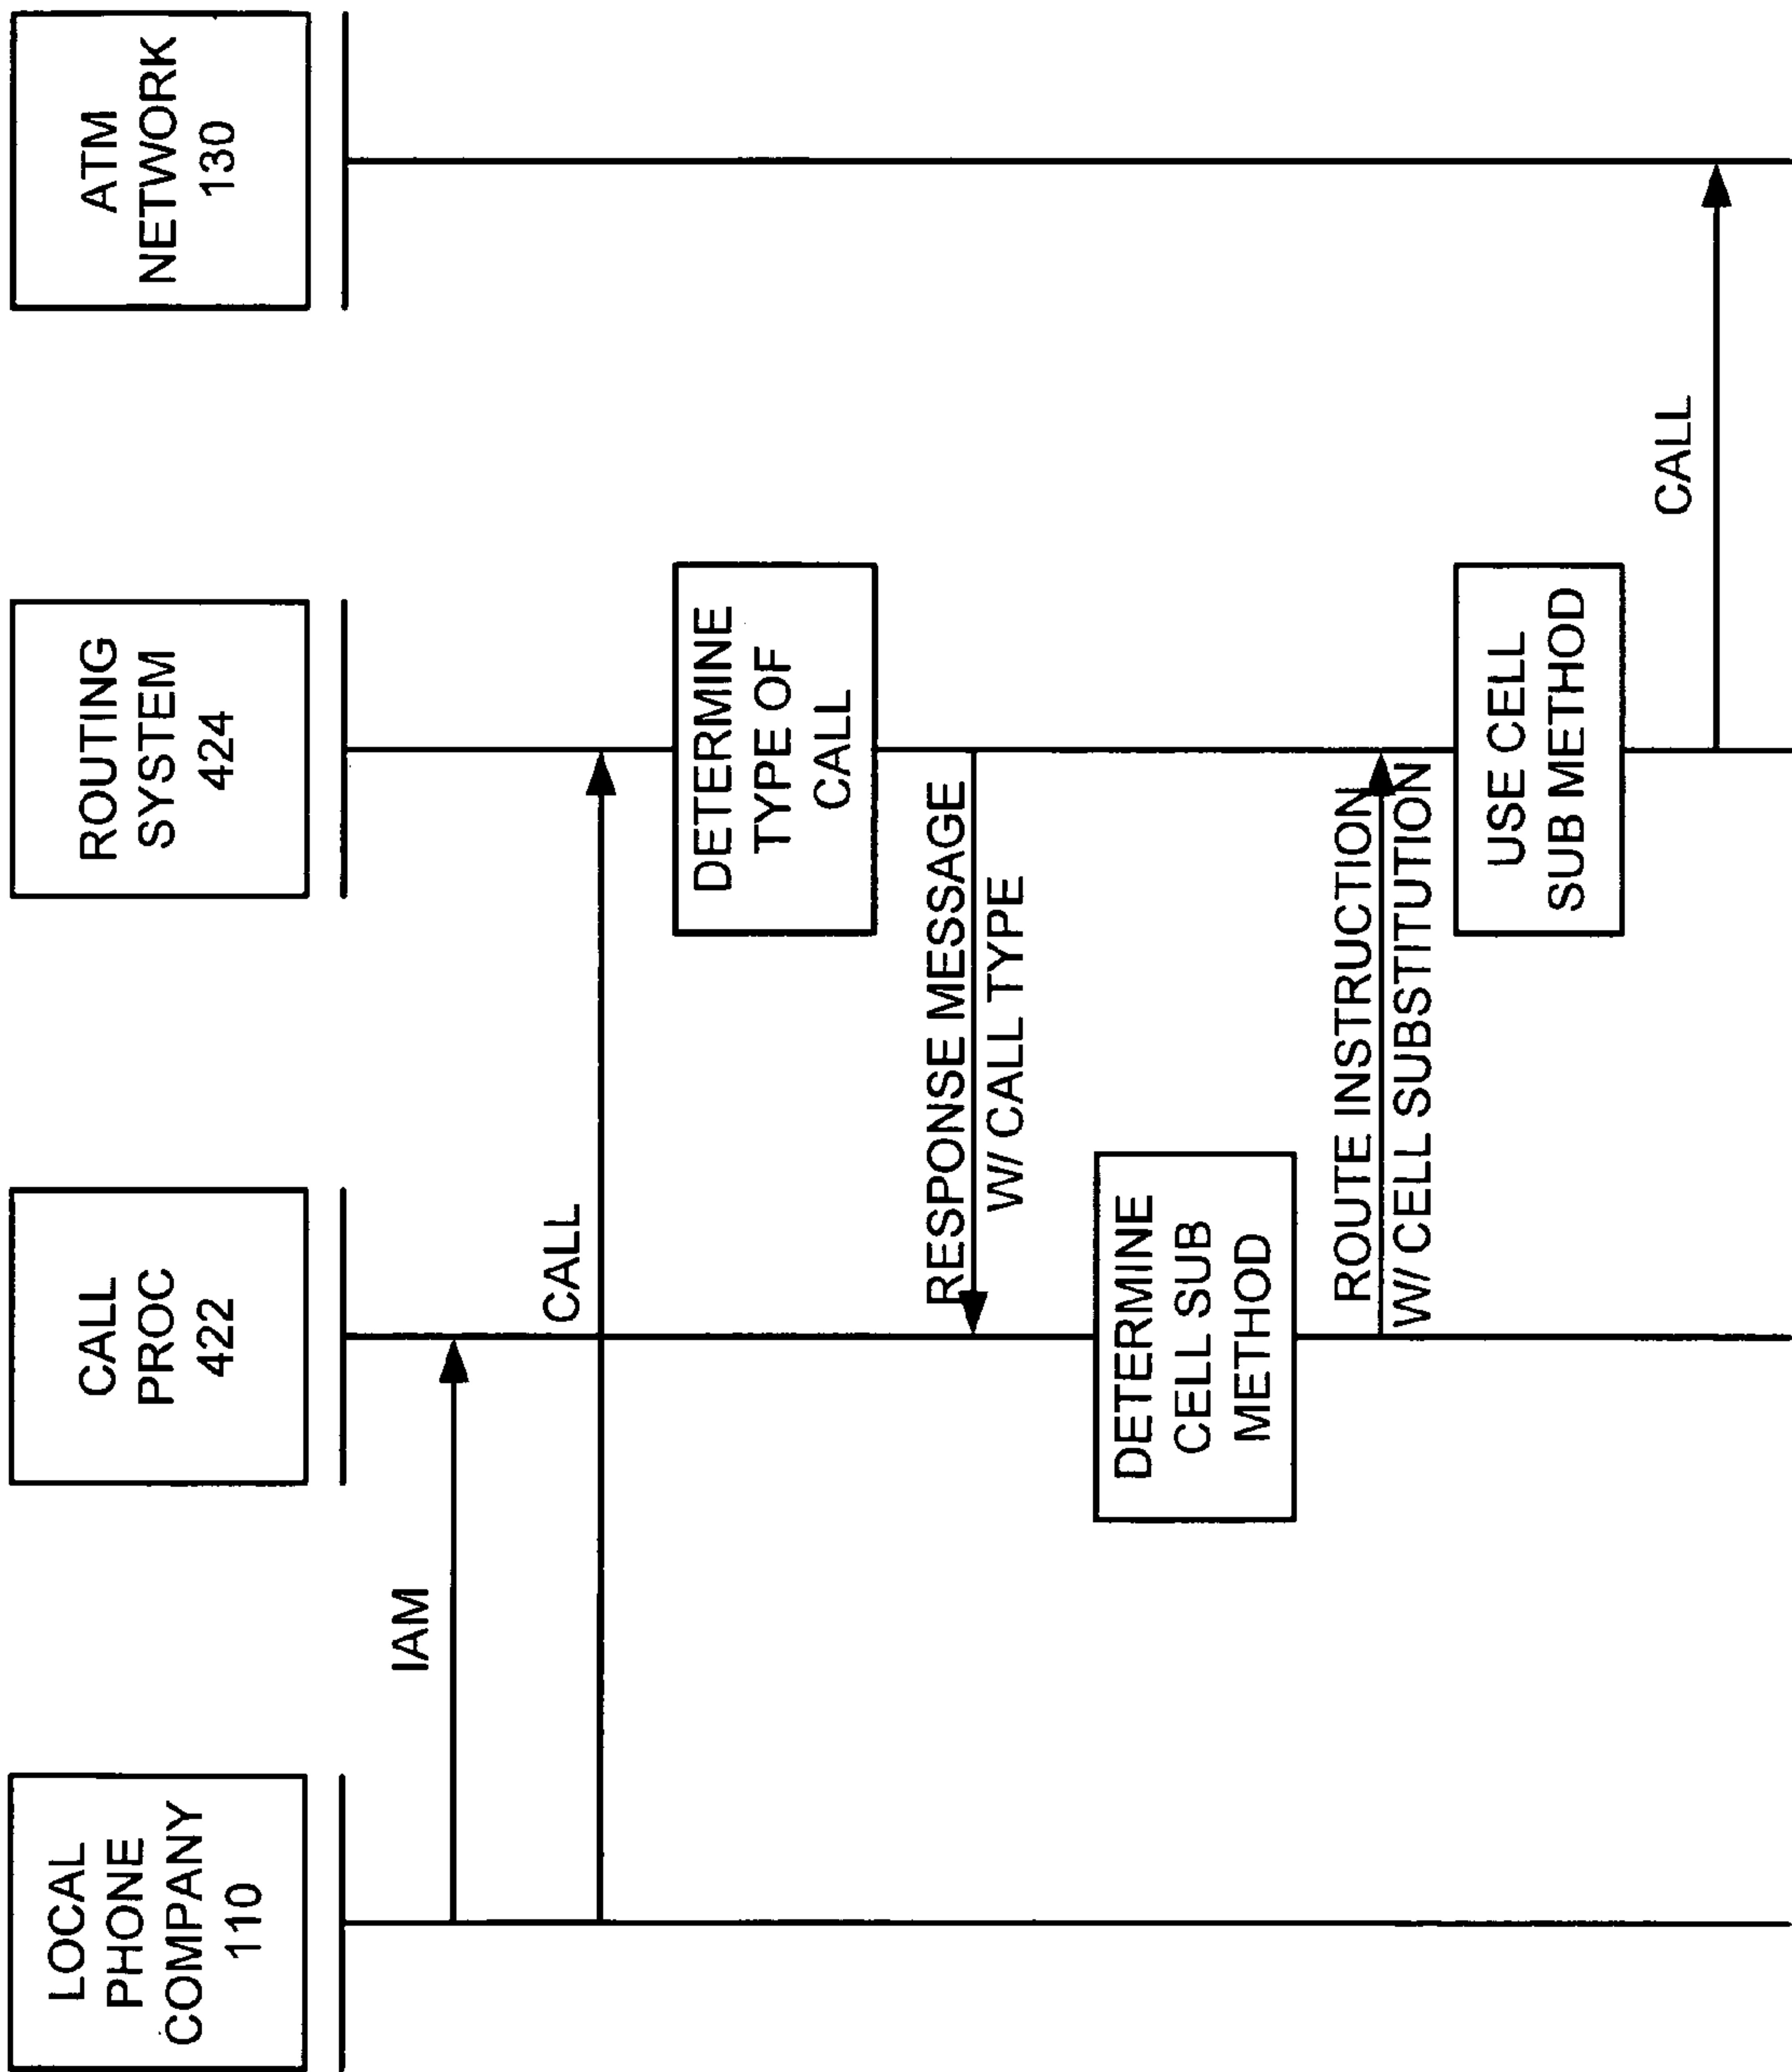 LOCAL
PHONE
COMPANY
110
CALL
PROC
422
ROUTING
SYSTEM
424
ATM
NETWORK
130
IAM
CALL
DETERMINE
TYPE OF
CALL
RESPONSE MESSAGE
W/ CALL TYPE
DETERMINE
CELL SUB
METHOD
ROUTE INSTRUCTION
W/ CELL SUBSTITUTION
USE CELL
SUB METHOD
CALL